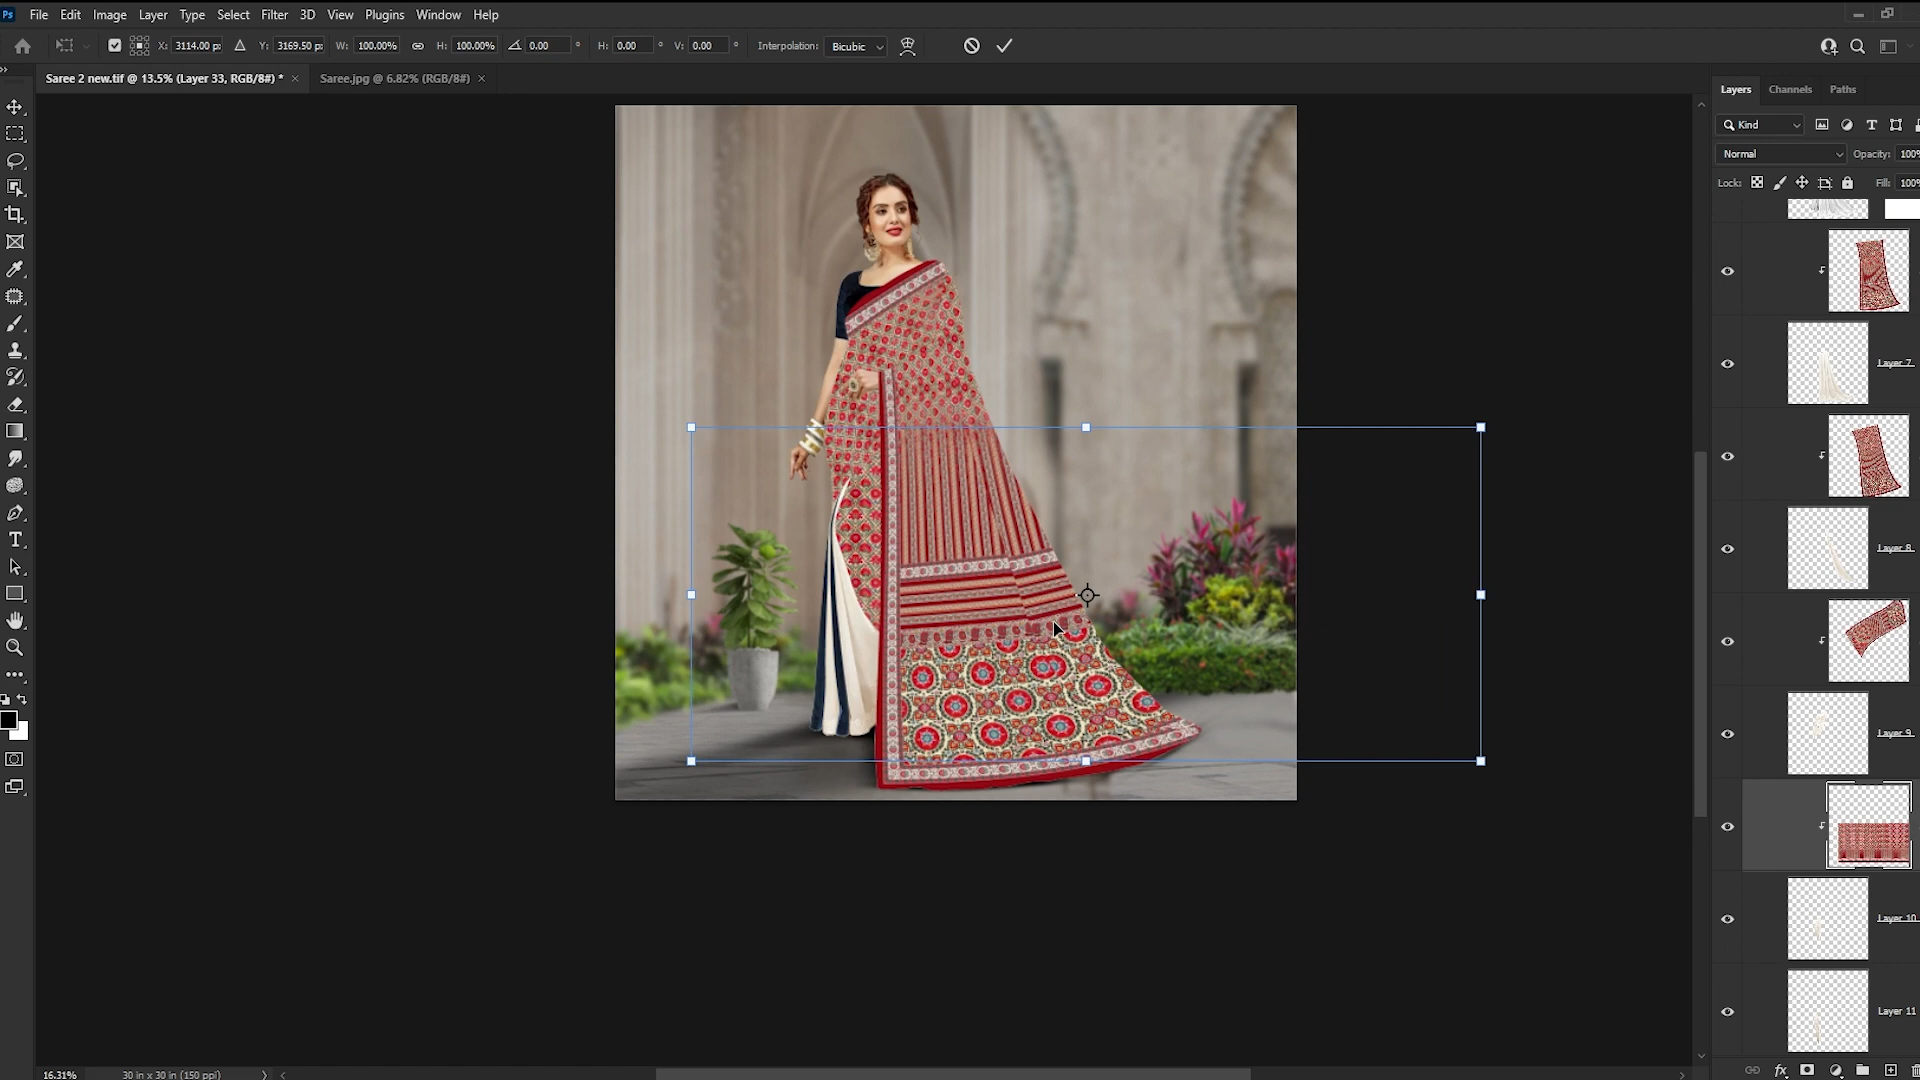 Ps File Edit Image Layer Type Select Filter 3D View Plugins Window Help
X: 3114.00 p: Y: 3169.50 p: W: 100.00% H: 100.00% 0.00 ° H: 0.00 ° V: 0.00 ° Interpolation: Bicubic
Saree 2 new.tif @ 13.5% (Layer 33, RGB/8#) * × Saree.jpg @ 6.82% (RGB/8#) ×
Layers Channels Paths
Kind
Normal Opacity: 100%
Lock: Fill: 100%
Layer 7
Layer 8
Layer 9
Layer 10
Layer 11
fx
16.31% 30 in x 30 in (150 ppi)